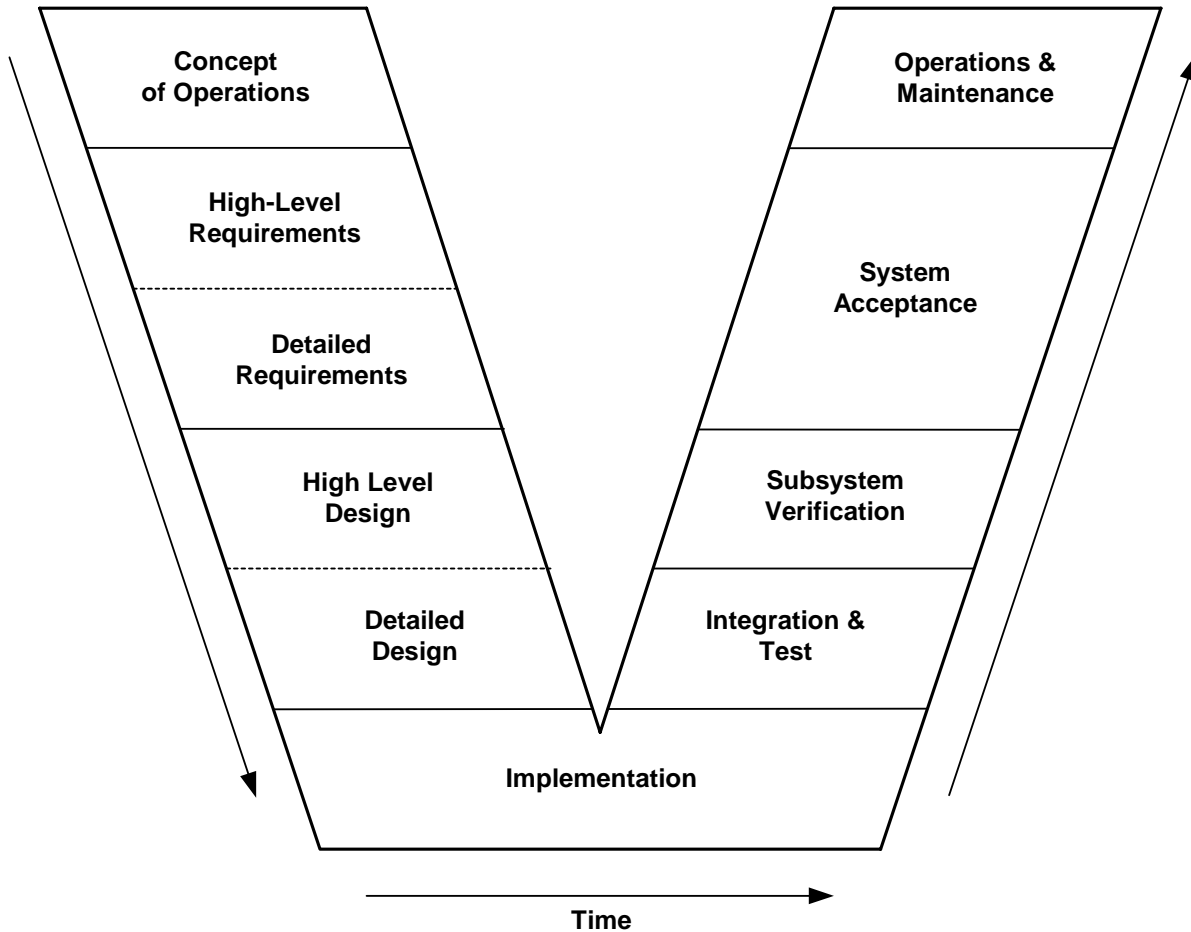 Concept
of Operations
High-Level
Requirements
Detailed
Requirements
High Level
Design
Detailed
Design
Implementation
Integration &
Test
Subsystem
Verification
System
Acceptance
Operations &
Maintenance
Time